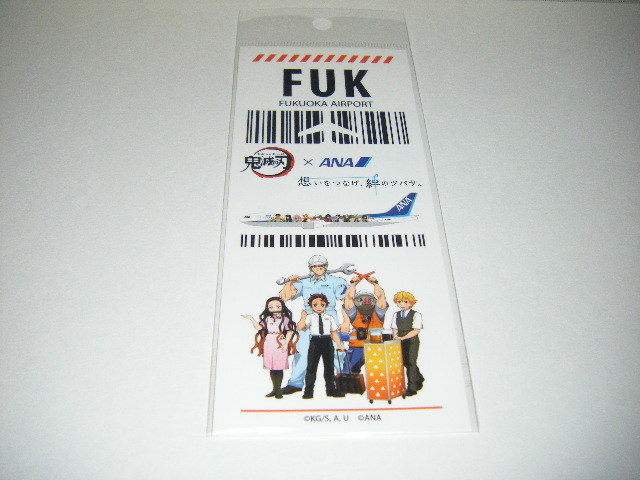 FUK
FUKUOKA AIRPORT
鬼滅の刃 × ANA
想いをつなげ、絆のツバサ。
ANA
©KG/S, A, U ©ANA